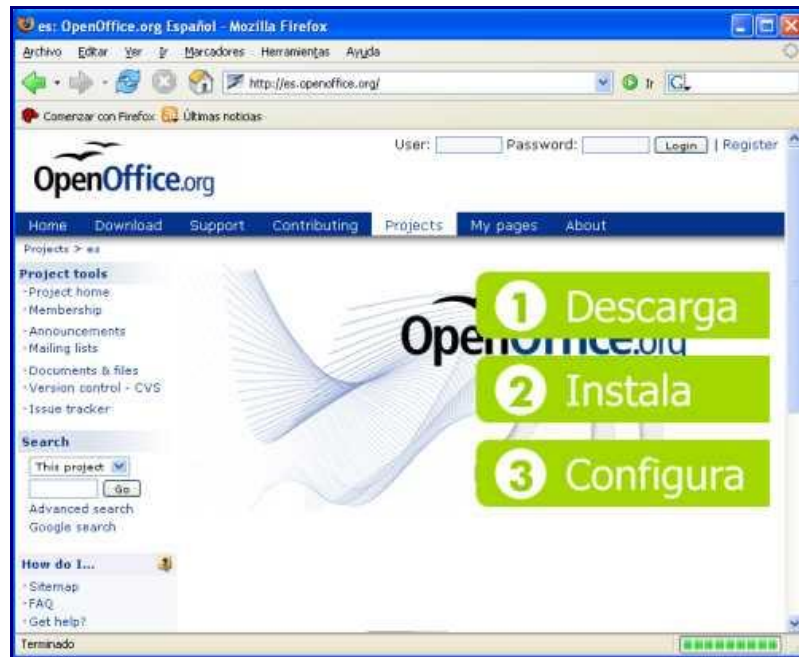 es: OpenOffice.org Español - Mozilla Firefox
Archivo Editar Ver Ir Marcadores Herramientas Ayuda
http://es.openoffice.org/ Ir G
Comenzar con Firefox Últimas noticias
User: Password: Login | Register
OpenOffice.org
Home Download Support Contributing Projects My pages About
Projects > es
Project tools
Project home
Membership
Announcements
Mailing lists
Documents & files
Version control - CVS
Issue tracker
Search
This project
Go
Advanced search
Google search
How do I...
Sitemap
FAQ
Get help?
1 Descarga
2 Instala
3 Configura
Terminado